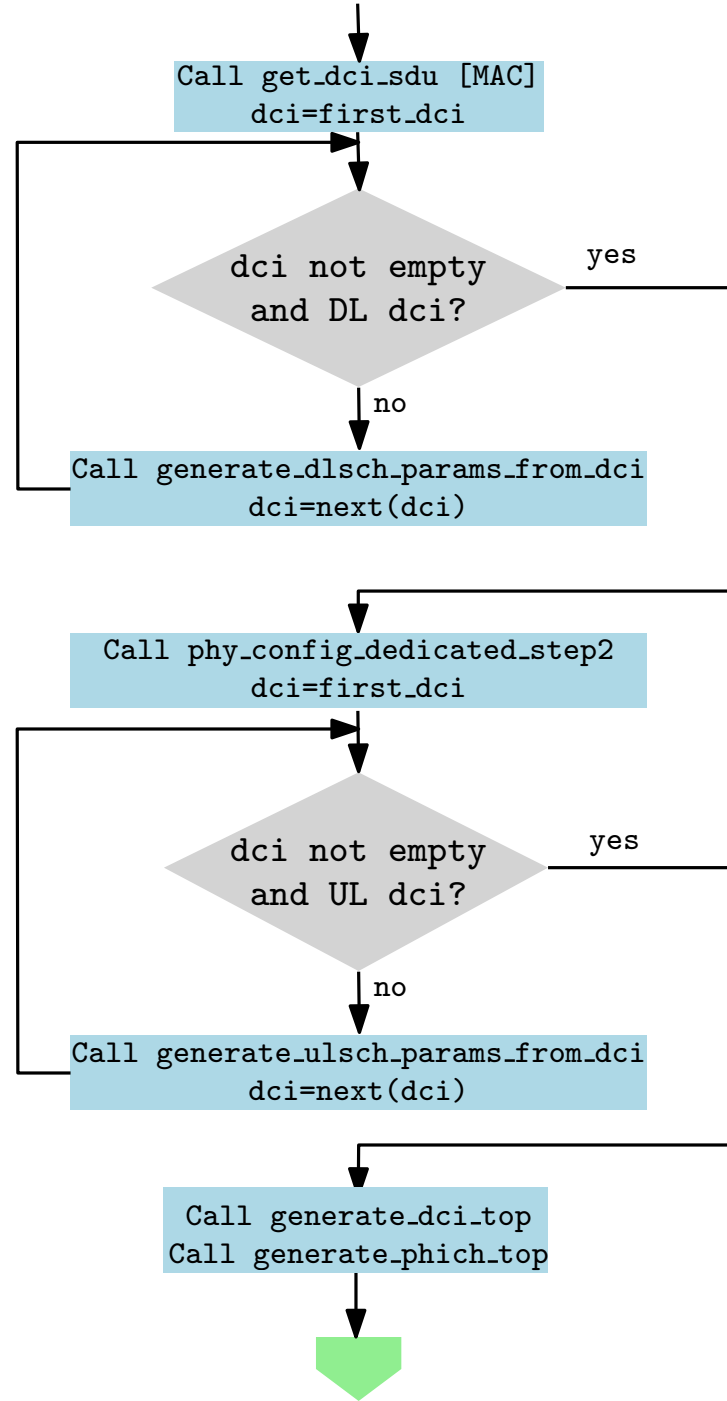 Call get_dci_sdu [MAC]
dci=first_dci
dci not empty
and DL dci?
yes
no
Call generate_dlsch_params_from_dci
dci=next(dci)
Call phy_config_dedicated_step2
dci=first_dci
dci not empty
and UL dci?
yes
no
Call generate_ulsch_params_from_dci
dci=next(dci)
Call generate_dci_top
Call generate_phich_top